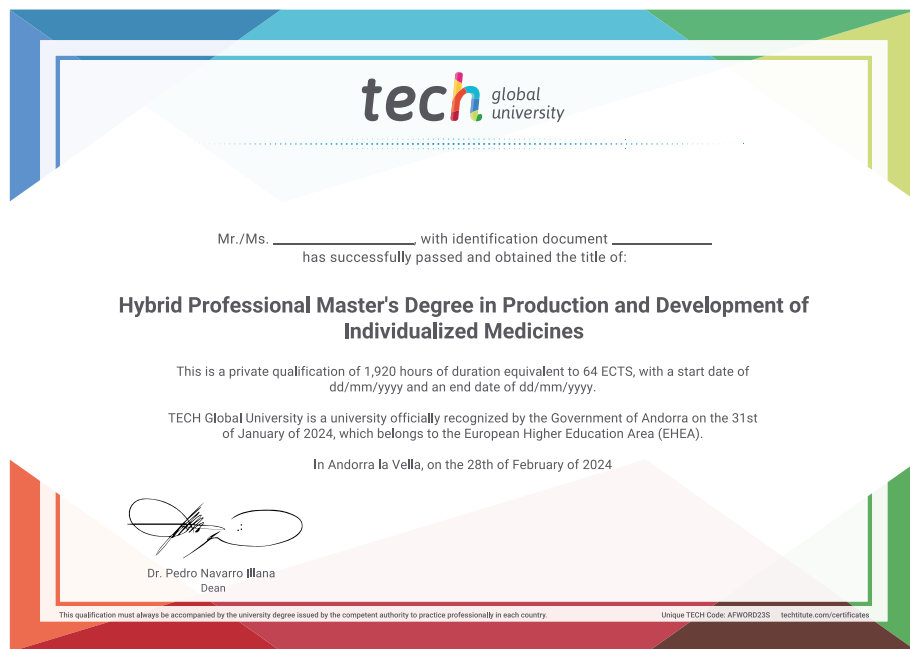 tech global university
Mr./Ms. ________________, with identification document ____________
has successfully passed and obtained the title of:
Hybrid Professional Master's Degree in Production and Development of
Individualized Medicines
This is a private qualification of 1,920 hours of duration equivalent to 64 ECTS, with a start date of
dd/mm/yyyy and an end date of dd/mm/yyyy.
TECH Global University is a university officially recognized by the Government of Andorra on the 31st
of January of 2024, which belongs to the European Higher Education Area (EHEA).
In Andorra la Vella, on the 28th of February of 2024
Dr. Pedro Navarro Illana
Dean
This qualification must always be accompanied by the university degree issued by the competent authority to practice professionally in each country.
Unique TECH Code: AFWORD23S techtitute.com/certificates